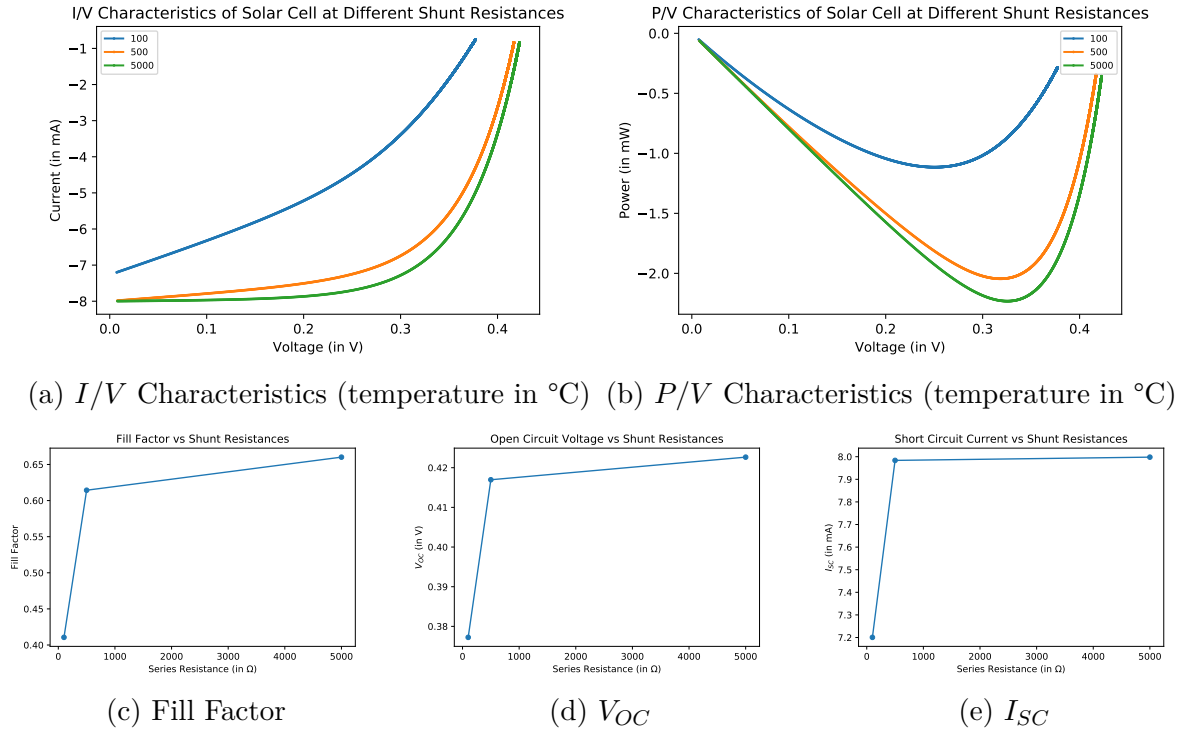 I/V Characteristics of Solar Cell at Different Shunt Resistances
100
500
5000
−1
−2
−3
−4
−5
−6
−7
−8
Current (in mA)
0.0 0.1 0.2 0.3 0.4
Voltage (in V)
P/V Characteristics of Solar Cell at Different Shunt Resistances
100
500
5000
0.0
−0.5
−1.0
−1.5
−2.0
Power (in mW)
0.0 0.1 0.2 0.3 0.4
Voltage (in V)
(a) I/V Characteristics (temperature in °C)
(b) P/V Characteristics (temperature in °C)
Fill Factor vs Shunt Resistances
0.65
0.60
0.55
0.50
0.45
0.40
Fill Factor
0 1000 2000 3000 4000 5000
Series Resistance (in Ω)
(c) Fill Factor
Open Circuit Voltage vs Shunt Resistances
0.42
0.41
0.40
0.39
0.38
V_OC (in V)
0 1000 2000 3000 4000 5000
Series Resistance (in Ω)
(d) V_OC
Short Circuit Current vs Shunt Resistances
8.0
7.9
7.8
7.7
7.6
7.5
7.4
7.3
7.2
I_SC (in mA)
0 1000 2000 3000 4000 5000
Series Resistance (in Ω)
(e) I_SC